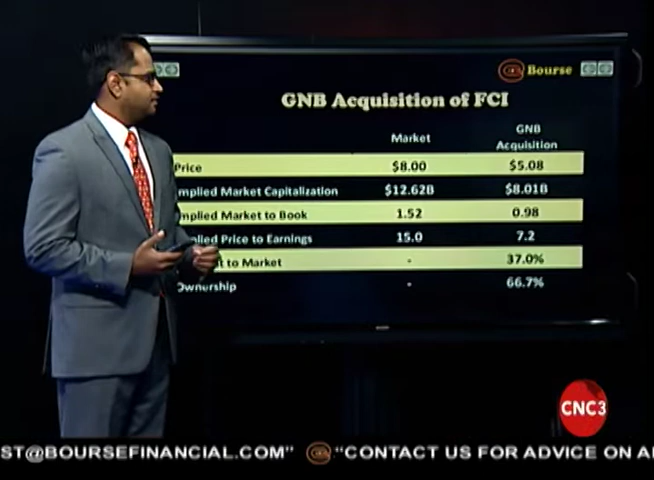 @ Bourse
GNB Acquisition of FCI
Market GNB Acquisition
Price $8.00 $5.08
mplied Market Capitalization $12.62B $8.01B
mplied Market to Book 1.52 0.98
plied Price to Earnings 15.0 7.2
t to Market - 37.0%
Ownership - 66.7%
CNC3
ST@BOURSEFINANCIAL.COM" @ "CONTACT US FOR ADVICE ON A